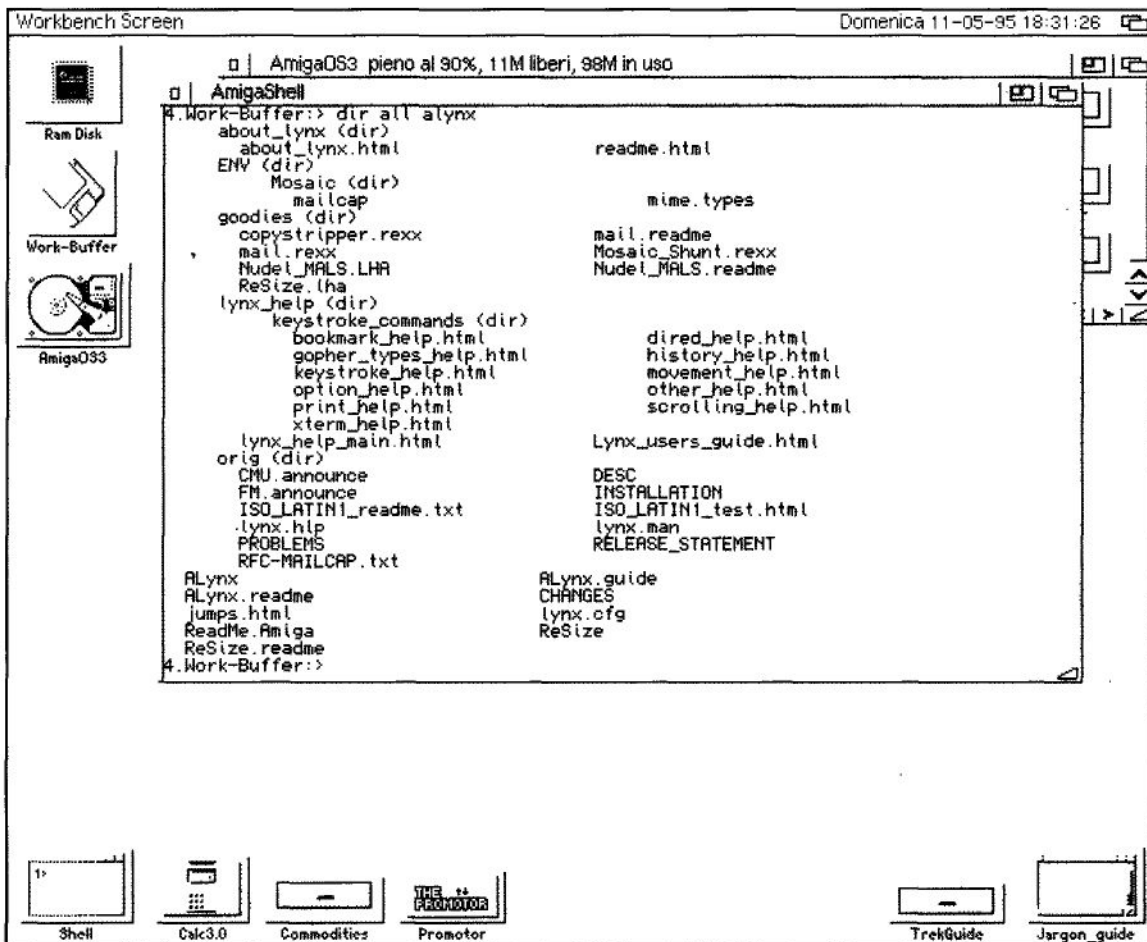 Workbench Screen Domenica 11-05-95 18:31:26
AmigaOS3 pieno al 90%, 11M liberi, 98M in uso
AmigaShell
4.Work-Buffer:> dir all alynx
about_lynx (dir)
about_lynx.html readme.html
ENV (dir)
Mosaic (dir)
mailcap mime.types
goodies (dir)
copystripper.rexx mail.readme
mail.rexx Mosaic_Shunt.rexx
Nudel_MALS.LHA Nudel_MALS.readme
ReSize.lha
lynx_help (dir)
keystroke_commands (dir)
bookmark_help.html dired_help.html
gopher_types_help.html history_help.html
keystroke_help.html movement_help.html
option_help.html other_help.html
print_help.html scrolling_help.html
xterm_help.html
lynx_help_main.html Lynx_users_guide.html
orig (dir)
CMU.announce DESC
FM.announce INSTALLATION
ISO_LATIN1_readme.txt ISO_LATIN1_test.html
lynx.hlp lynx.man
PROBLEMS RELEASE_STATEMENT
RFC-MAILCAP.txt
ALynx ALynx.guide
ALynx.readme CHANGES
jumps.html lynx.cfg
ReadMe.Amiga ReSize
ReSize.readme
4.Work-Buffer:>
Ram Disk
Work-Buffer
AmigaOS3
1>
THE PROMOTOR
Shell Calc3.0 Commodities Promotor TrekGuide Jargon_guide